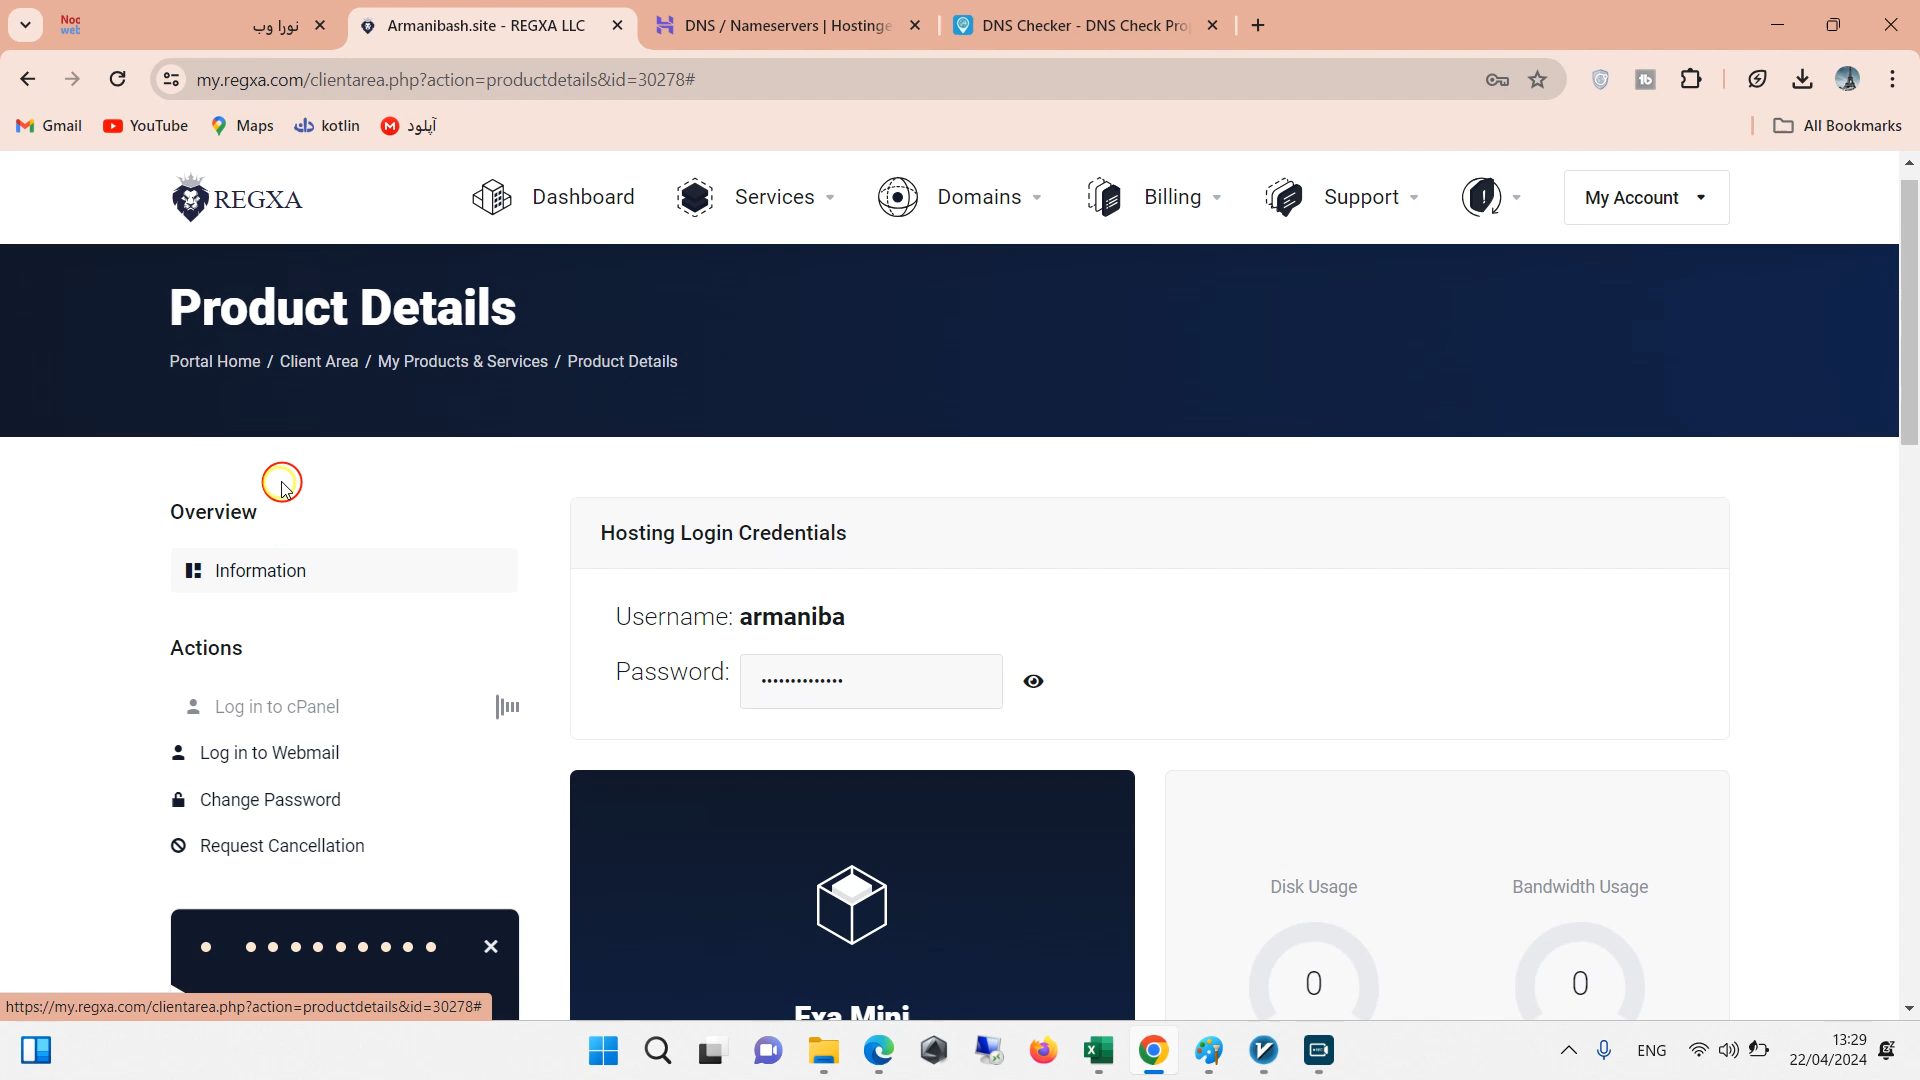 Noc
web
نورا وب
Armanibash.site - REGXA LLC
DNS / Nameservers | Hostinge
DNS Checker - DNS Check Pro
my.regxa.com/clientarea.php?action=productdetails&id=30278#
Gmail
YouTube
Maps
kotlin
آپلود
All Bookmarks
REGXA
Dashboard
Services
Domains
Billing
Support
My Account
Product Details
Portal Home / Client Area / My Products & Services / Product Details
Overview
Information
Actions
Log in to cPanel
Log in to Webmail
Change Password
Request Cancellation
Hosting Login Credentials
Username: armaniba
Password: ••••••••••••••
Exa Mini
Disk Usage
0
Bandwidth Usage
0
https://my.regxa.com/clientarea.php?action=productdetails&id=30278#
ENG
13:29
22/04/2024